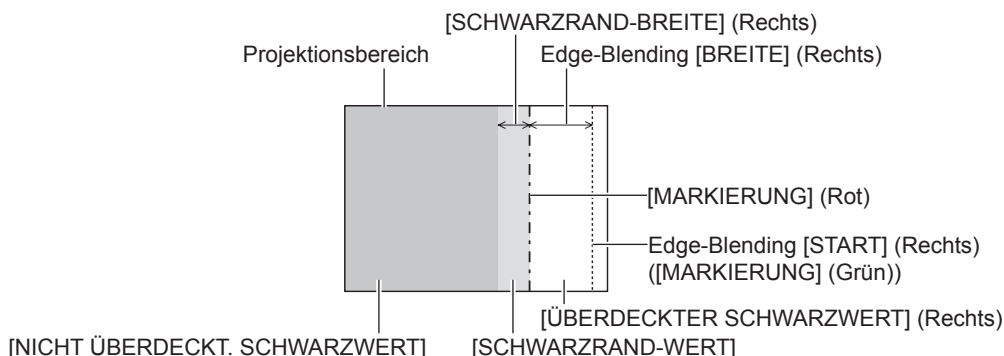 [SCHWARZRAND-BREITE] (Rechts)
Projektionsbereich
Edge-Blending [BREITE] (Rechts)
[MARKIERUNG] (Rot)
Edge-Blending [START] (Rechts)
([MARKIERUNG] (Grün))
[ÜBERDECKTER SCHWARZWERT] (Rechts)
[NICHT ÜBERDECKT. SCHWARZWERT]
[SCHWARZRAND-WERT]